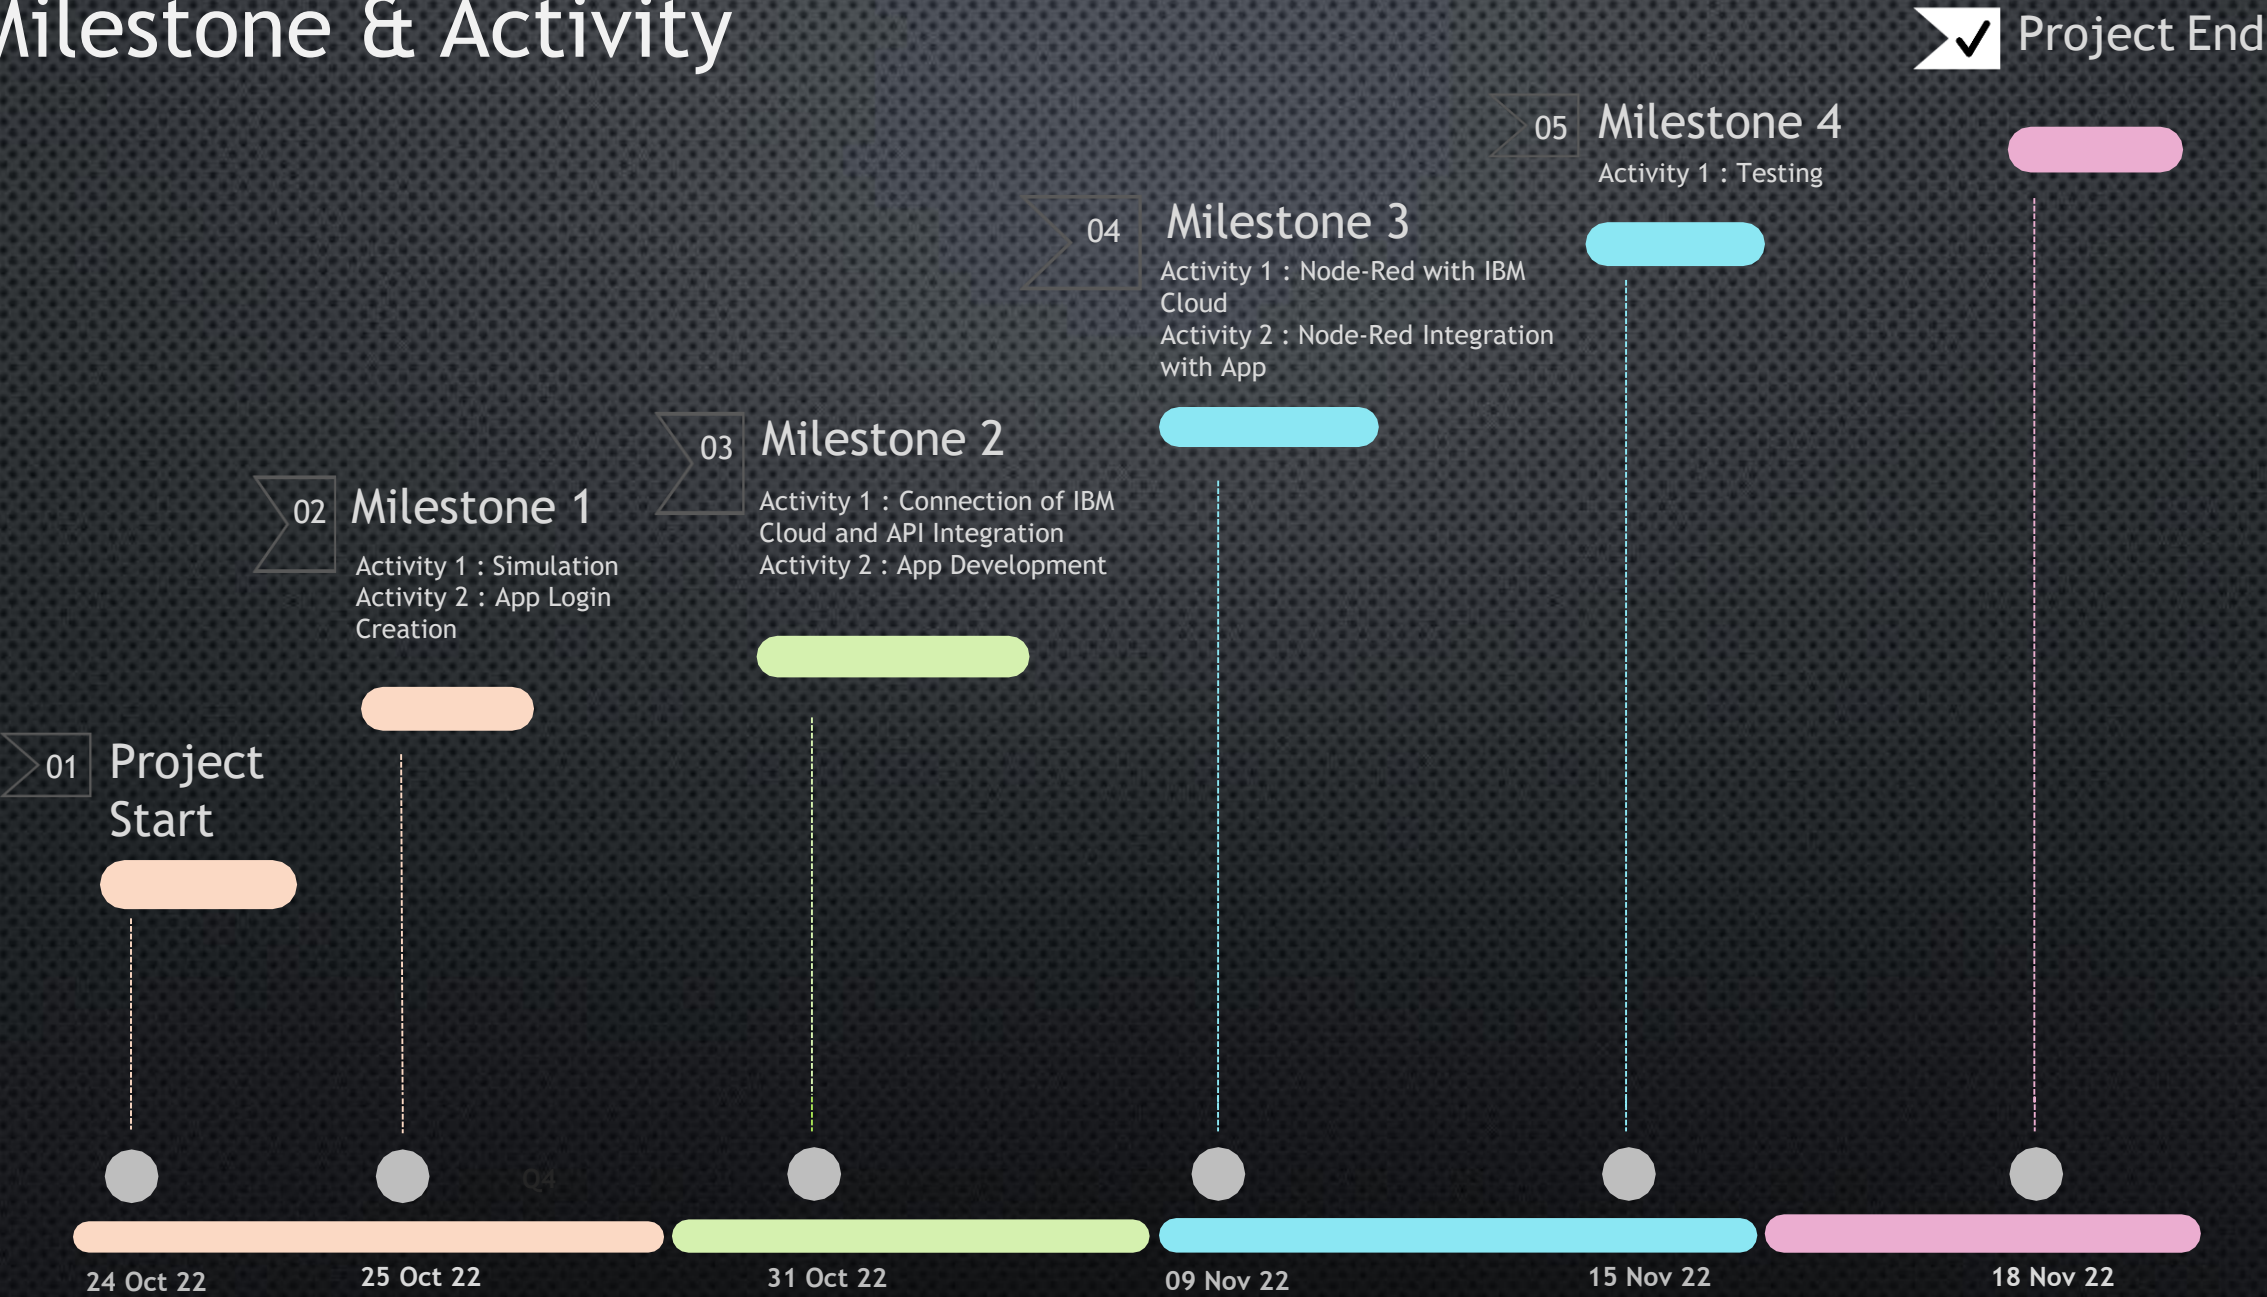 Milestone & Activity
Project End
05
Milestone 4
Activity 1 : Testing
04
Milestone 3
Activity 1 : Node-Red with IBM
Cloud
Activity 2 : Node-Red Integration
with App
03
Milestone 2
Activity 1 : Connection of IBM
Cloud and API Integration
Activity 2 : App Development
02
Milestone 1
Activity 1 : Simulation
Activity 2 : App Login
Creation
01
Project
Start
Q4
24 Oct 22
25 Oct 22
31 Oct 22
09 Nov 22
15 Nov 22
18 Nov 22